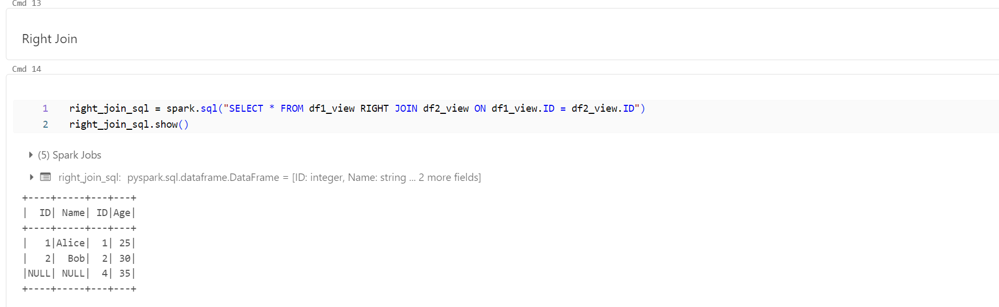 Cmd 13
Right Join
Cmd 14
1 right_join_sql = spark.sql("SELECT * FROM df1_view RIGHT JOIN df2_view ON df1_view.ID = df2_view.ID")
2 right_join_sql.show()
(5) Spark Jobs
right_join_sql: pyspark.sql.dataframe.DataFrame = [ID: integer, Name: string ... 2 more fields]
+----+-----+---+---+
|  ID| Name| ID|Age|
+----+-----+---+---+
|   1|Alice|  1| 25|
|   2|  Bob|  2| 30|
|NULL| NULL|  4| 35|
+----+-----+---+---+